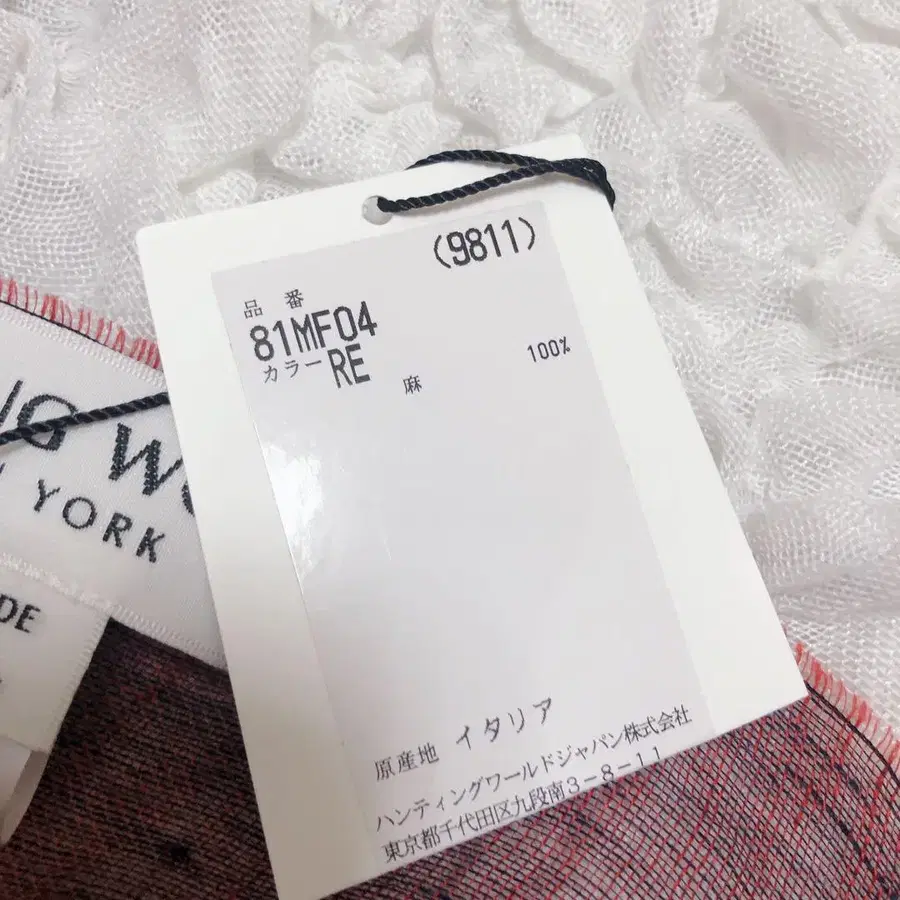 (9811)
品番
81MF04
カラー RE
麻 100%
原産地 イタリア
ハンティングワールドジャパン株式会社
東京都千代田区九段南3-8-11
NG WO
YORK
DE